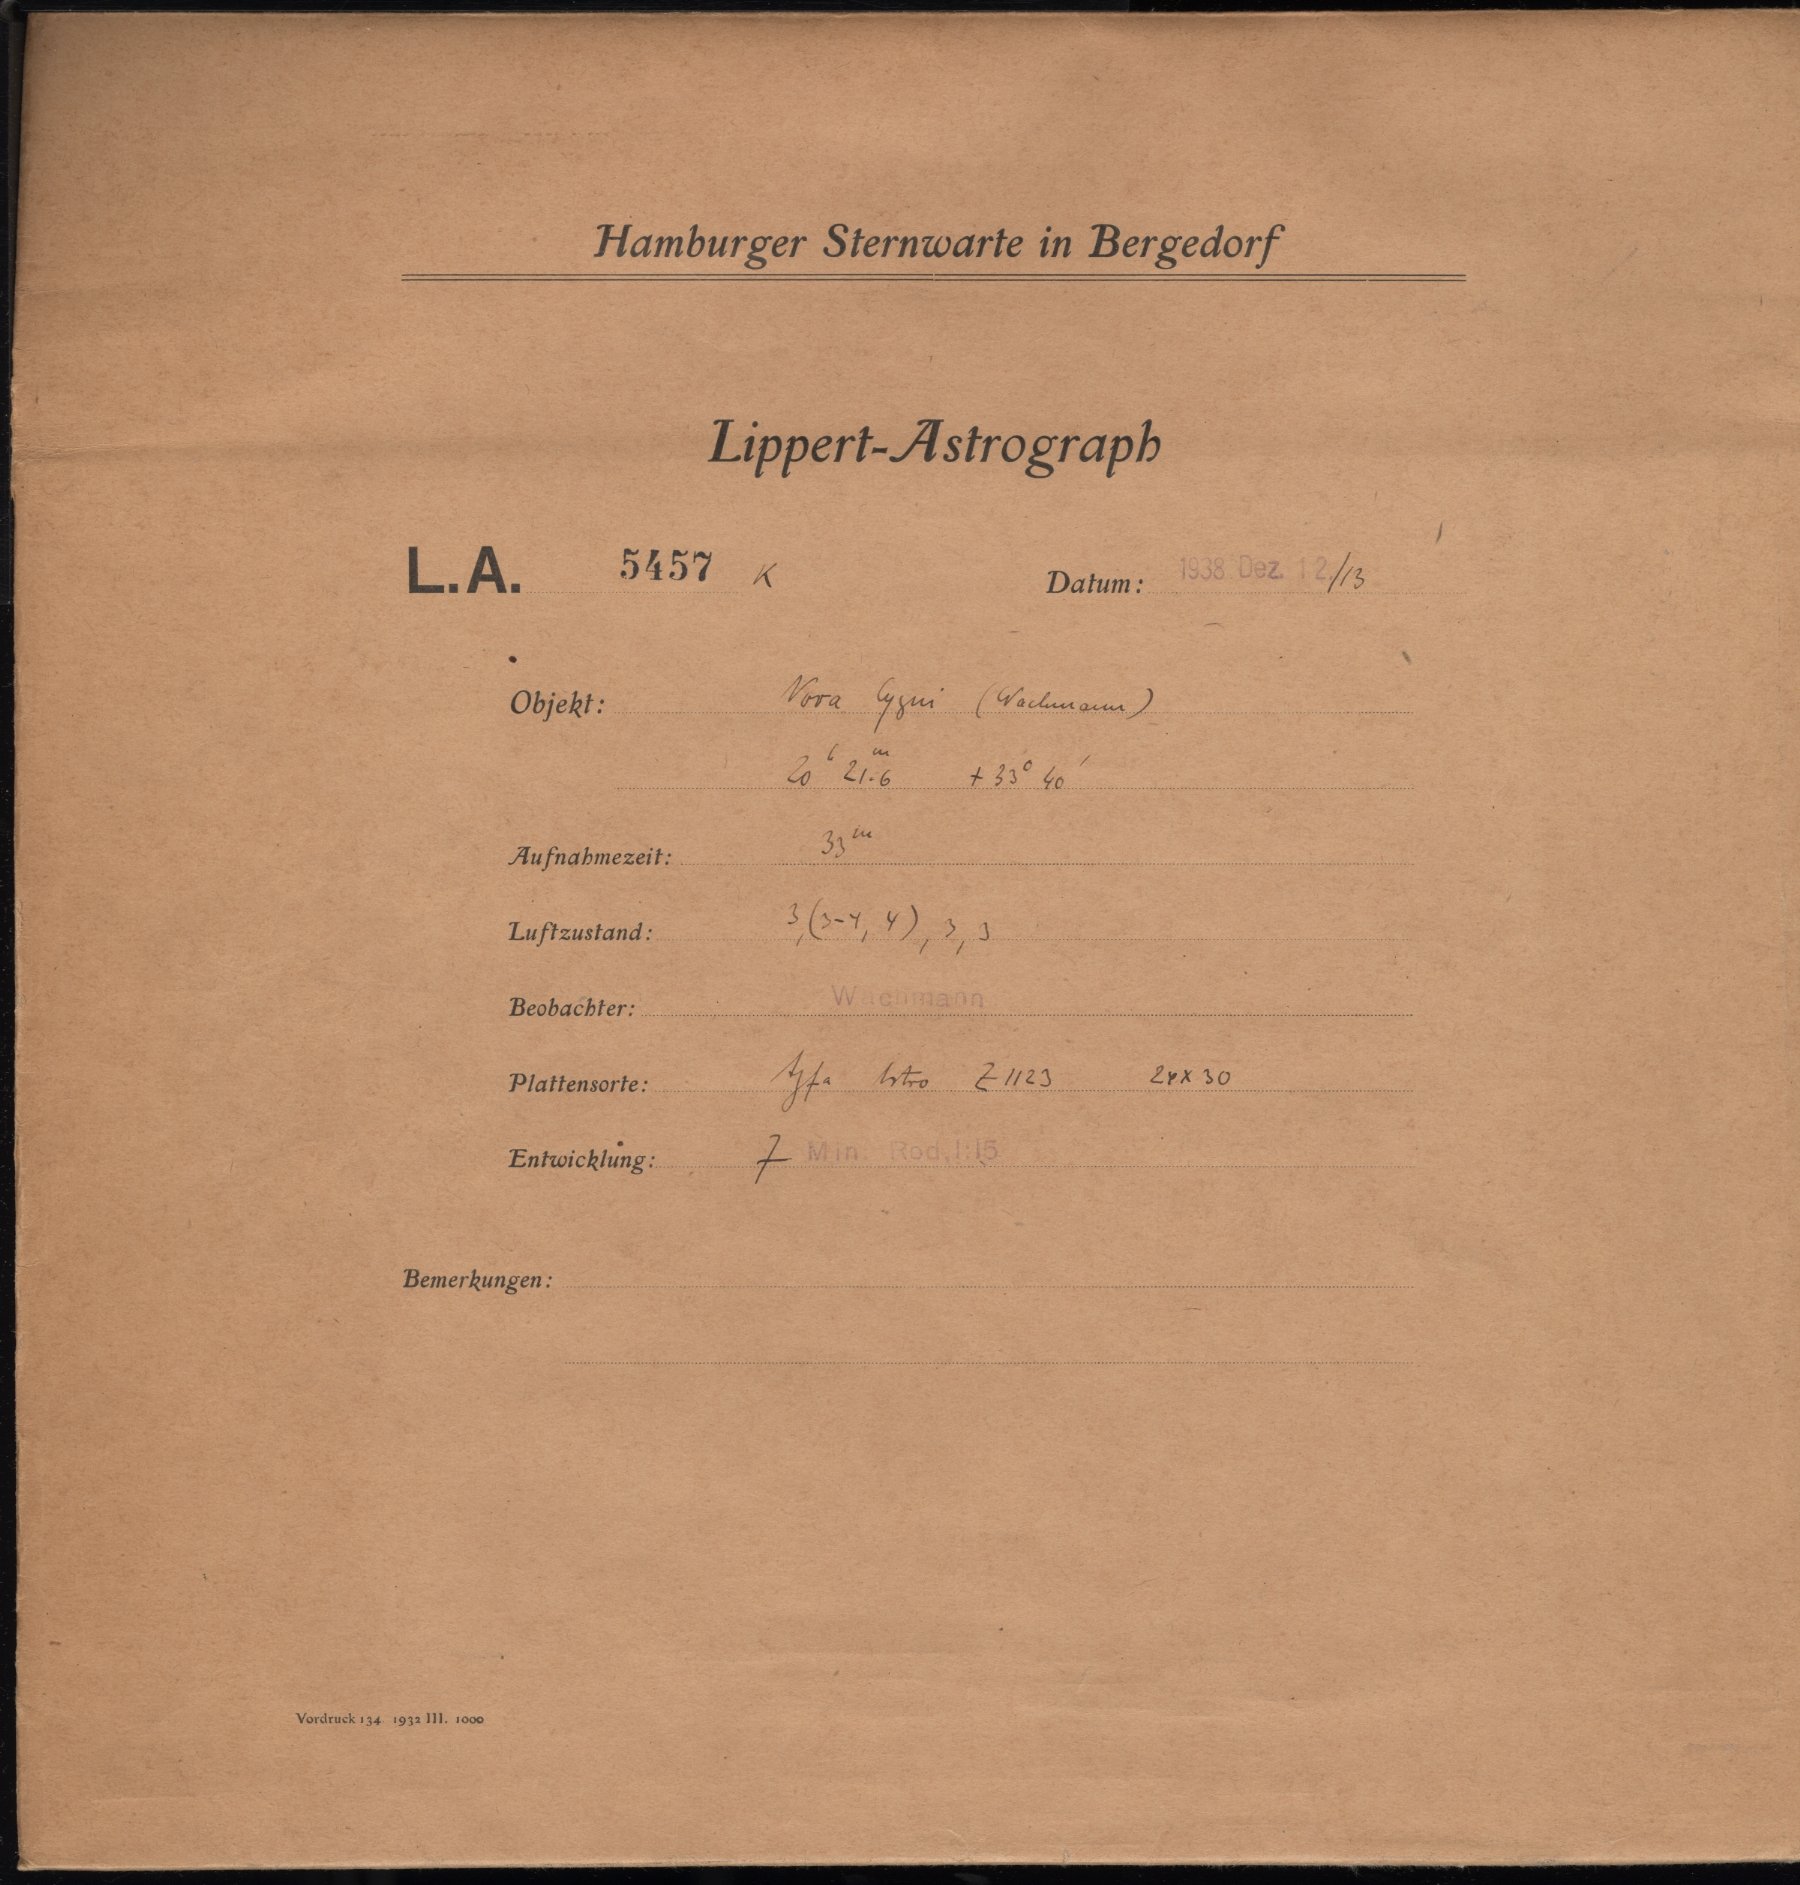 Hamburger Sternwarte in Bergedorf
Lippert-Astrograph
L.A. 5457 K Datum: 1938 Dez. 12./13
Objekt: Nova Cygni (Wachmann)
20h 21.6m +33° 40′
Aufnahmezeit: 33m
Luftzustand: 3,(3-4, 4), 3, 3
Beobachter: Wachmann
Plattensorte: Agfa Astro Z 1123 24x30
Entwicklung: 7 Min. Rod.1:15
Bemerkungen:
Vordruck 134 1932 III. 1000